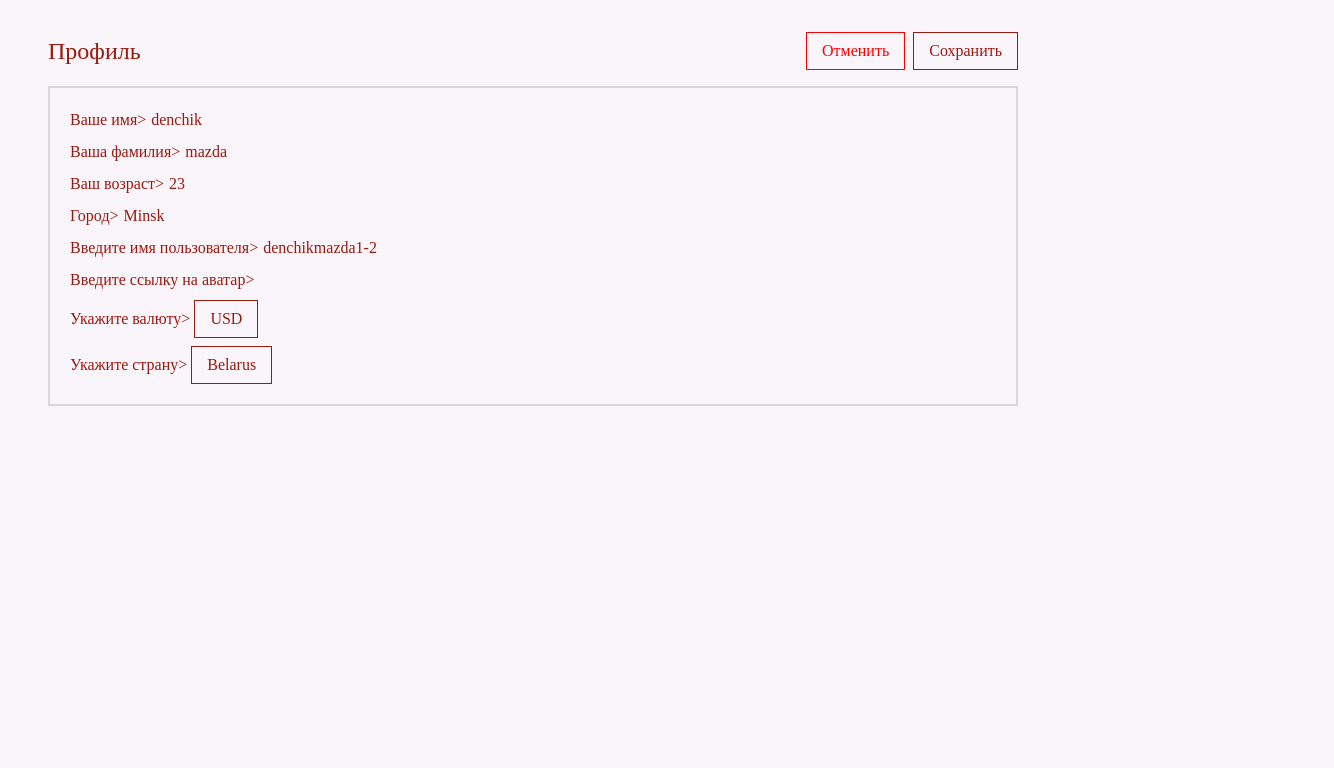 Профиль
Отменить
Сохранить
Ваше имя> denchik
Ваша фамилия> mazda
Ваш возраст> 23
Город> Minsk
Введите имя пользователя> denchikmazda1-2
Введите ссылку на аватар>
Укажите валюту> USD
Укажите страну> Belarus